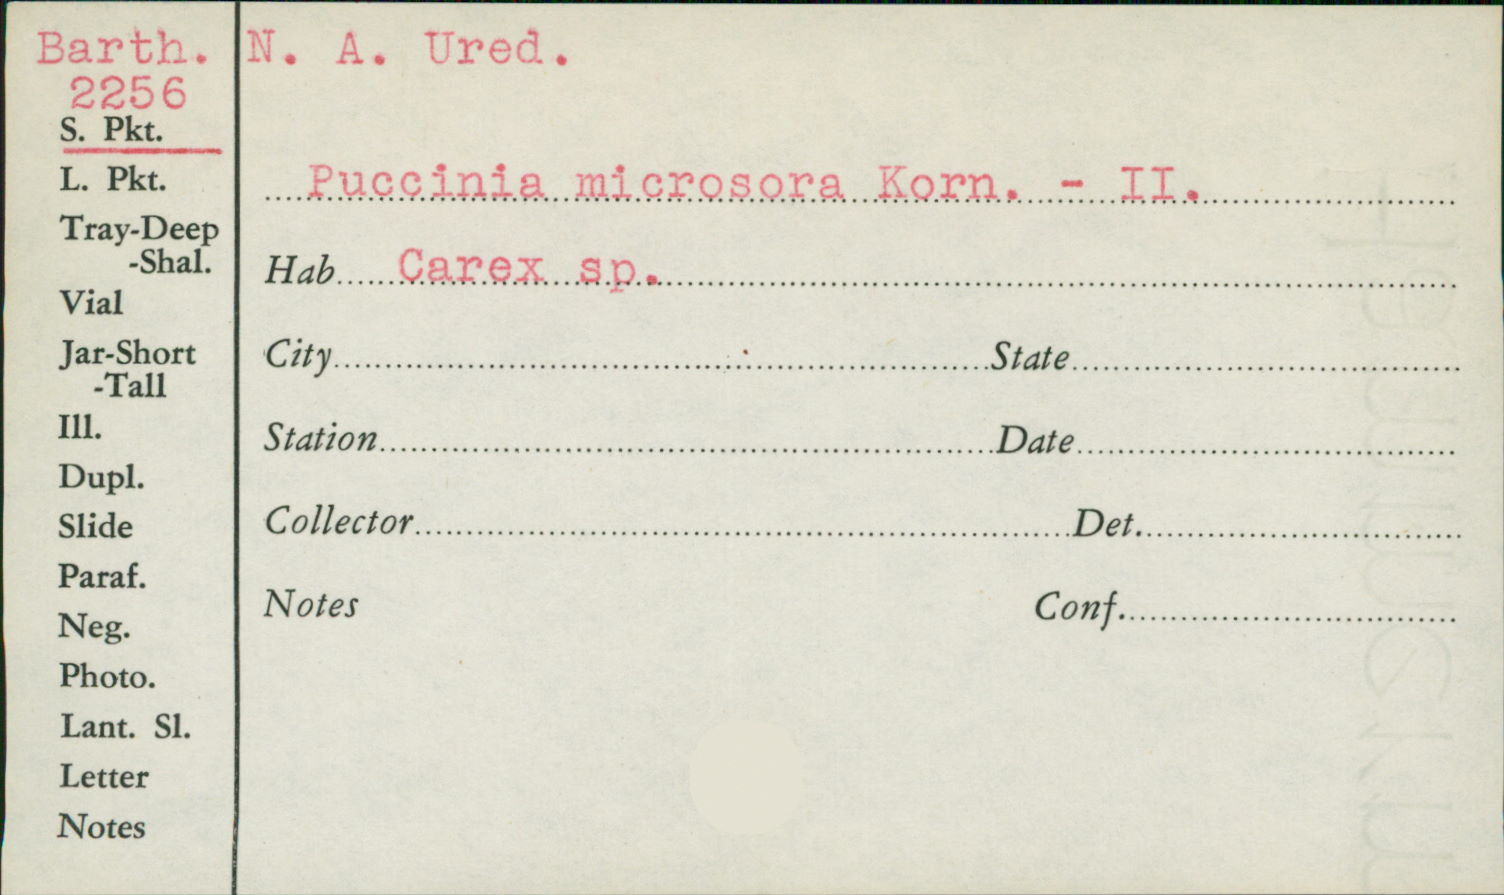 Barth. N. A. Ured.
2256
S. Pkt.
L. Pkt.
Puccinia microsora Korn. - II.
Tray-Deep
-Shal.
Hab Carex sp.
Vial
Jar-Short
-Tall
City State
Ill.
Station Date
Dupl.
Slide
Collector Det.
Paraf.
Neg.
Notes Conf.
Photo.
Lant. Sl.
Letter
Notes